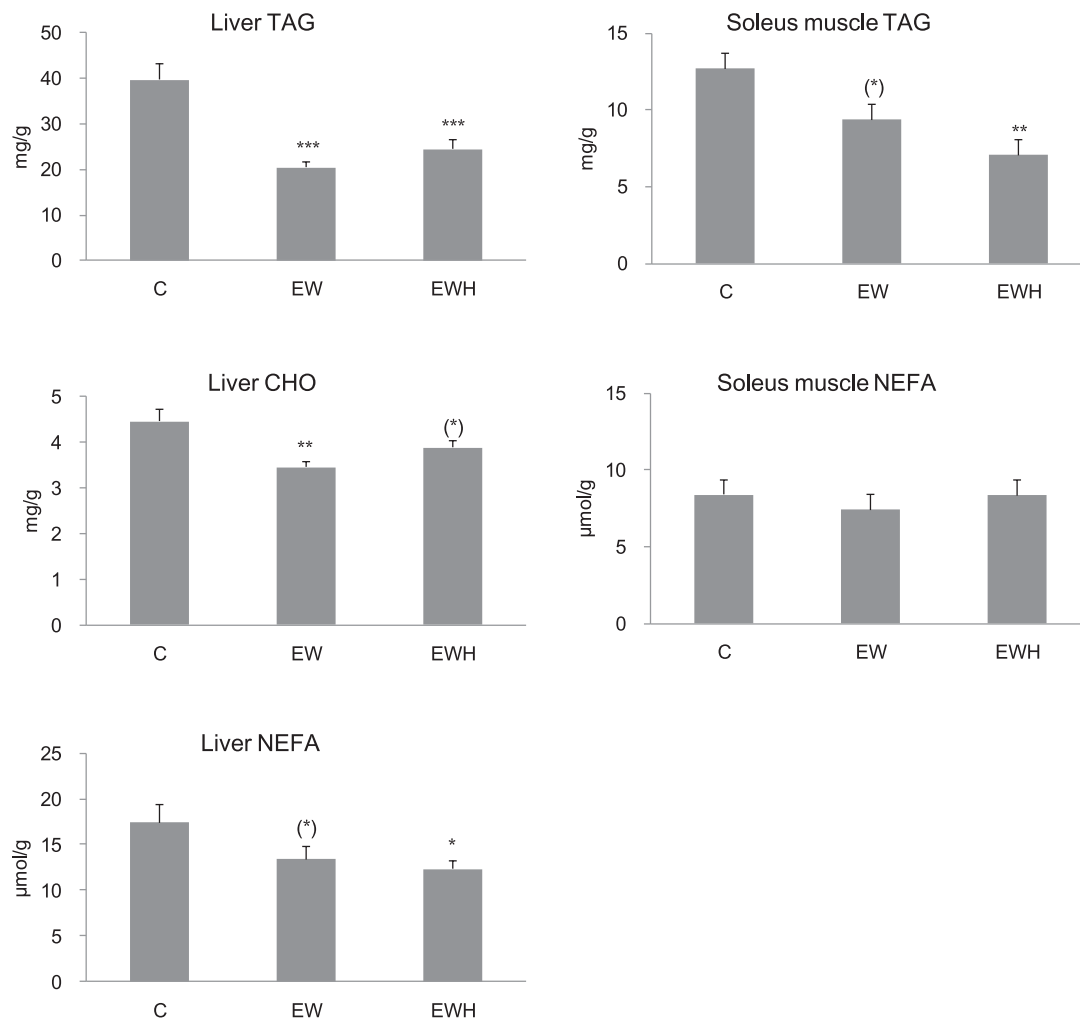 Liver TAG
50
40
30
20
10
0
mg/g
***
***
C EW EWH
Soleus muscle TAG
15
10
5
0
mg/g
(*)
**
C EW EWH
Liver CHO
5
4
3
2
1
0
mg/g
**
(*)
C EW EWH
Soleus muscle NEFA
15
10
5
0
µmol/g
C EW EWH
Liver NEFA
25
20
15
10
5
0
µmol/g
(*)
*
C EW EWH